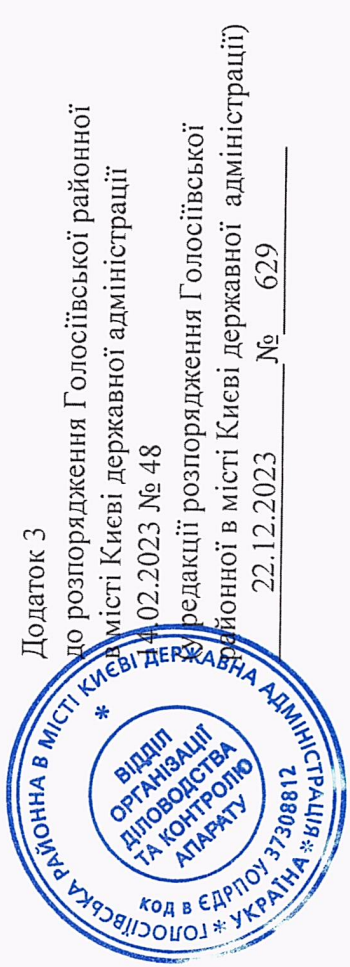 Додаток 3
до розпорядження Голосіївської районної
в місті Києві державної адміністрації
14.02.2023 № 48
(у редакції розпорядження Голосіївської
районної в місті Києві державної адміністрації)
22.12.2023 № 629
ГОЛОСІЇВСЬКА РАЙОННА В МІСТІ КИЄВІ ДЕРЖАВНА АДМІНІСТРАЦІЯ
* УКРАЇНА *
код в ЄДРПОУ 37308812
*
ВІДДІЛ
ОРГАНІЗАЦІЇ
ДІЛОВОДСТВА
ТА КОНТРОЛЮ
АПАРАТУ